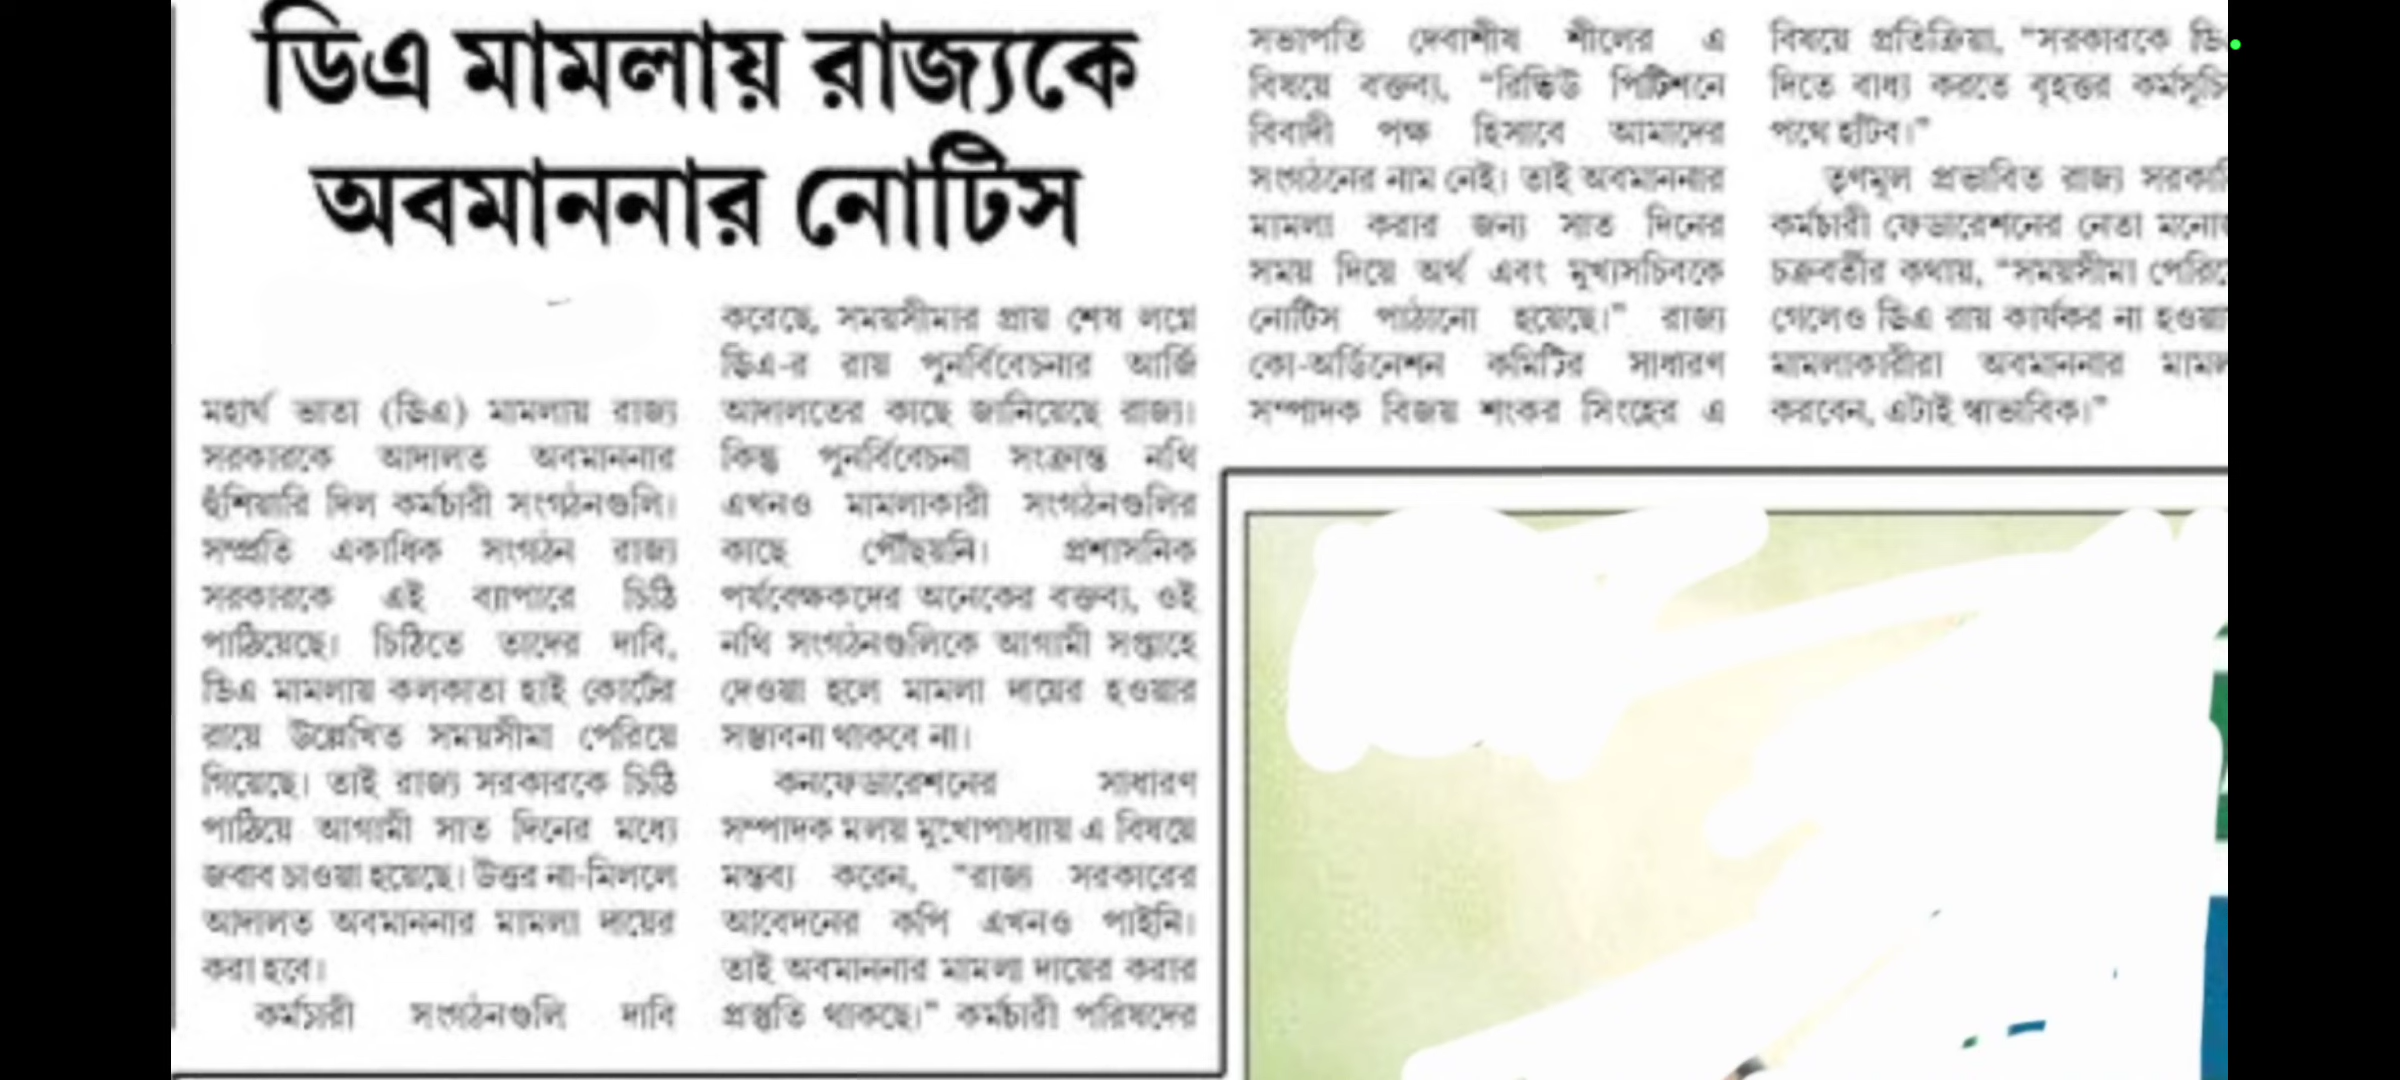 ডিএ মামলায় রাজ্যকে
অবমাননার নোটিস
মহার্ঘ ভাতা (ডিএ) মামলায় রাজ্য
সরকারকে আদালত অবমাননার
হুঁশিয়ারি দিল কর্মচারী সংগঠনগুলি।
সম্প্রতি একাধিক সংগঠন রাজ্য
সরকারকে এই ব্যাপারে চিঠি
পাঠিয়েছে। চিঠিতে তাদের দাবি,
ডিএ মামলায় কলকাতা হাই কোর্টের
রায়ে উল্লেখিত সময়সীমা পেরিয়ে
গিয়েছে। তাই রাজ্য সরকারকে চিঠি
পাঠিয়ে আগামী সাত দিনের মধ্যে
জবাব চাওয়া হয়েছে। উত্তর না-মিললে
আদালত অবমাননার মামলা দায়ের
করা হবে।
কর্মচারী সংগঠনগুলি দাবি
করেছে, সময়সীমার প্রায় শেষ লগ্নে
ডিএ-র রায় পুনর্বিবেচনার আর্জি
আদালতের কাছে জানিয়েছে রাজ্য।
কিন্তু পুনর্বিবেচনা সংক্রান্ত নথি
এখনও মামলাকারী সংগঠনগুলির
কাছে পৌঁছয়নি। প্রশাসনিক
পর্যবেক্ষকদের অনেকের বক্তব্য, ওই
নথি সংগঠনগুলিকে আগামী সপ্তাহে
দেওয়া হলে মামলা দায়ের হওয়ার
সম্ভাবনা থাকবে না।
কনফেডারেশনের সাধারণ
সম্পাদক মলয় মুখোপাধ্যায় এ বিষয়ে
মন্তব্য করেন, "রাজ্য সরকারের
আবেদনের কপি এখনও পাইনি।
তাই অবমাননার মামলা দায়ের করার
প্রস্তুতি থাকছে।" কর্মচারী পরিষদের
সভাপতি দেবাশীষ শীলের এ
বিষয়ে বক্তব্য, "রিভিউ পিটিশনে
বিবাদী পক্ষ হিসাবে আমাদের
সংগঠনের নাম নেই। তাই অবমাননার
মামলা করার জন্য সাত দিনের
সময় দিয়ে অর্থ এবং মুখ্যসচিবকে
নোটিস পাঠানো হয়েছে।" রাজ্য
কো-অর্ডিনেশন কমিটির সাধারণ
সম্পাদক বিজয় শংকর সিংহের এ
বিষয়ে প্রতিক্রিয়া, "সরকারকে
দিতে বাধ্য করতে বৃহত্তর
পথে হাঁটব।"
তৃণমূল প্রভাবিত রাজ্য
কর্মচারী ফেডারেশনের নেতা
চক্রবর্তীর কথায়, "সময়সীমা
গেলেও ডিএ রায় কার্যকর না
মামলাকারীরা অবমাননার
করবেন, এটাই স্বাভাবিক।"